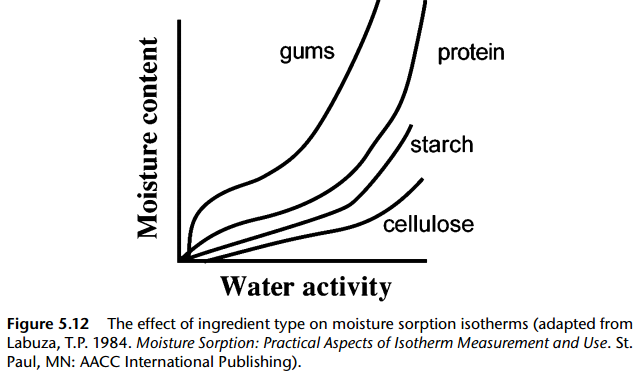 gums
protein
starch
cellulose
Moisture content
Water activity
Figure 5.12 The effect of ingredient type on moisture sorption isotherms (adapted from
Labuza, T.P. 1984. Moisture Sorption: Practical Aspects of Isotherm Measurement and Use. St.
Paul, MN: AACC International Publishing).